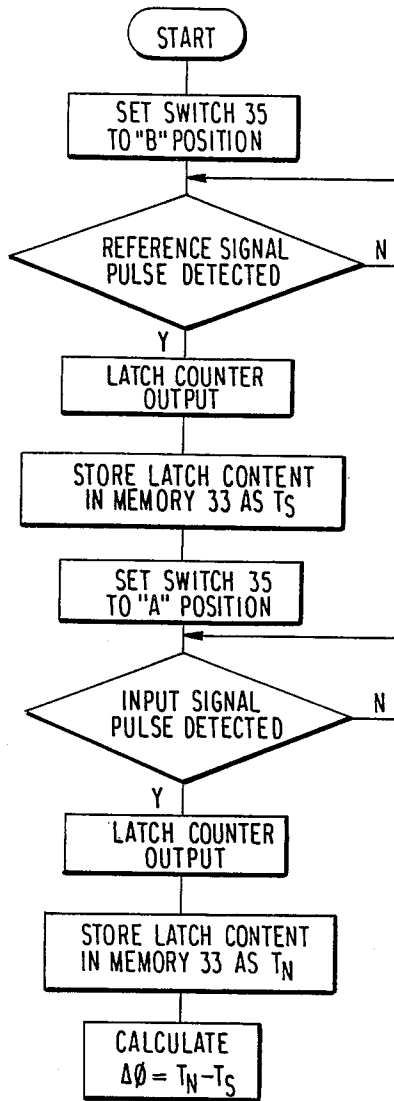 START
SET SWITCH 35
TO "B" POSITION
REFERENCE SIGNAL
PULSE DETECTED
N
Y
LATCH COUNTER
OUTPUT
STORE LATCH CONTENT
IN MEMORY 33 AS TS
SET SWITCH 35
TO "A" POSITION
INPUT SIGNAL
PULSE DETECTED
N
Y
LATCH COUNTER
OUTPUT
STORE LATCH CONTENT
IN MEMORY 33 AS TN
CALCULATE
ΔØ = TN-TS